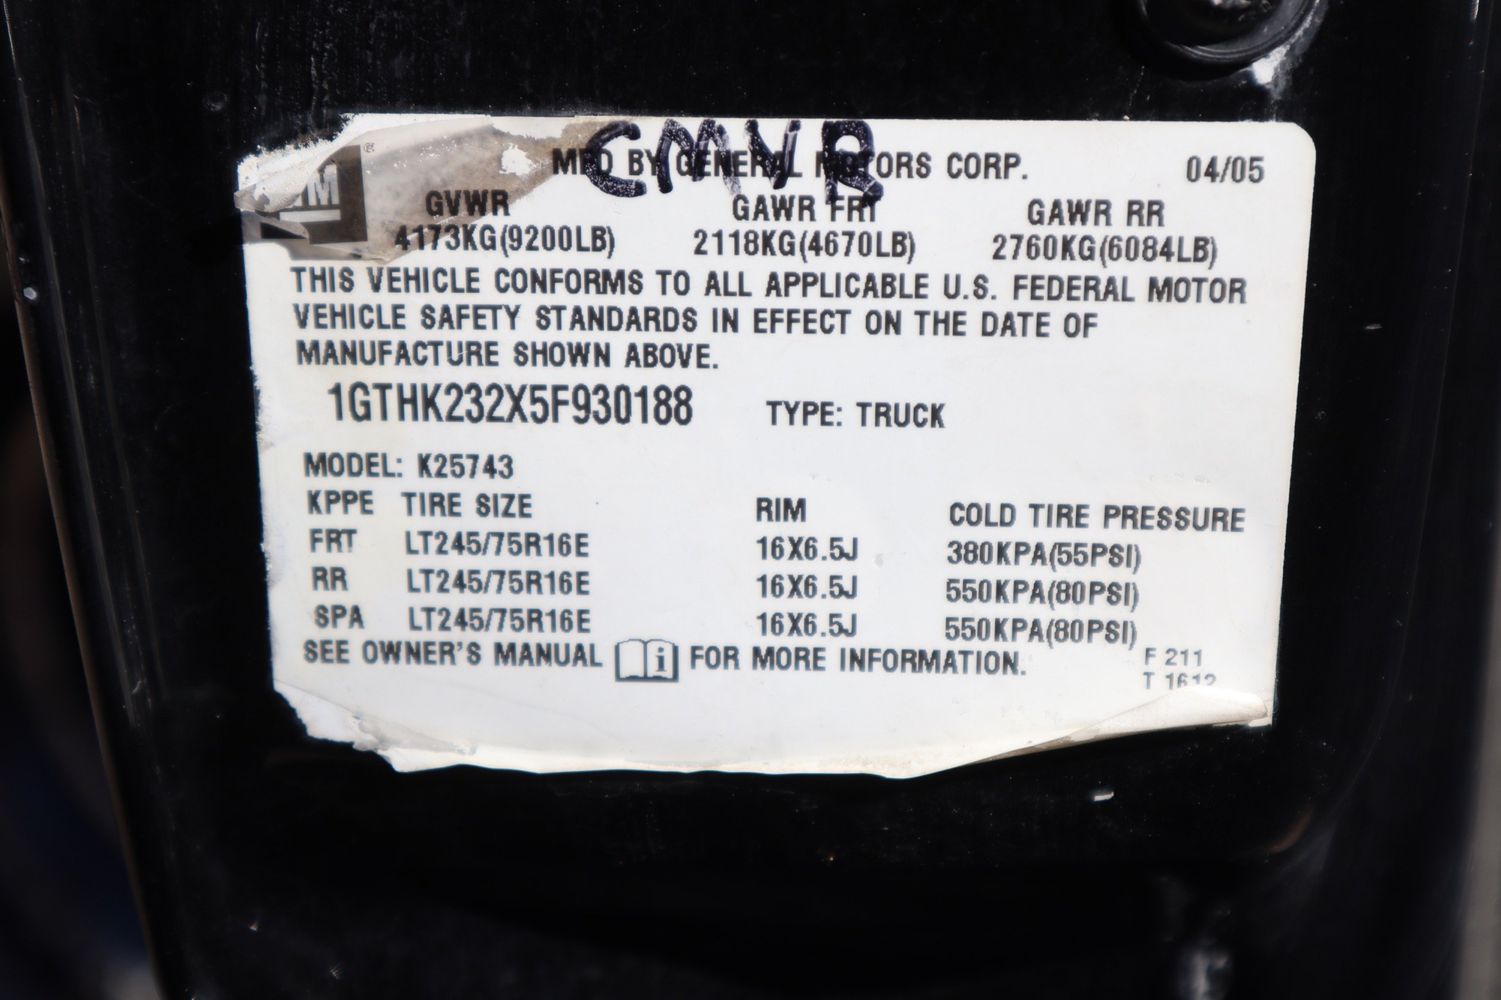 CMVR
GM ®
MFD BY GENERAL MOTORS CORP. 04/05
GVWR GAWR FRT GAWR RR
4173KG(9200LB) 2118KG(4670LB) 2760KG(6084LB)
THIS VEHICLE CONFORMS TO ALL APPLICABLE U.S. FEDERAL MOTOR
VEHICLE SAFETY STANDARDS IN EFFECT ON THE DATE OF
MANUFACTURE SHOWN ABOVE.
1GTHK232X5F930188 TYPE: TRUCK
MODEL: K25743
KPPE TIRE SIZE RIM COLD TIRE PRESSURE
FRT LT245/75R16E 16X6.5J 380KPA(55PSI)
RR LT245/75R16E 16X6.5J 550KPA(80PSI)
SPA LT245/75R16E 16X6.5J 550KPA(80PSI)
SEE OWNER'S MANUAL i FOR MORE INFORMATION.
F 211
T 1612